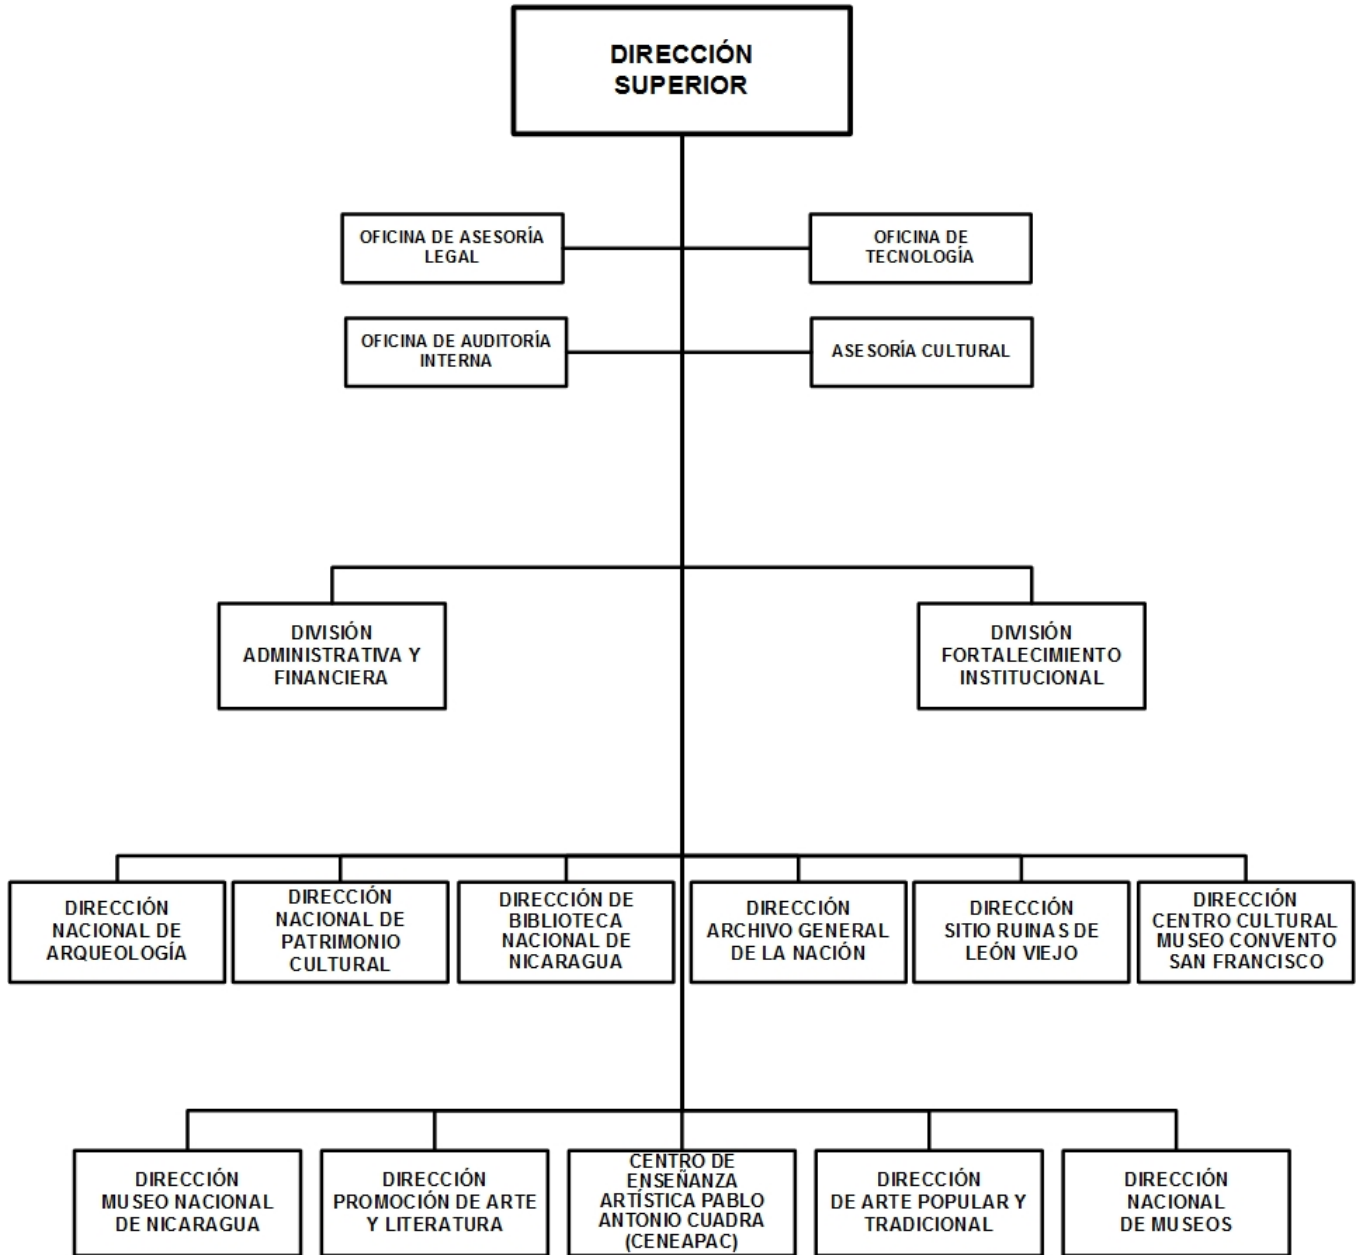 DIRECCIÓN
SUPERIOR
OFICINA DE ASESORÍA
LEGAL
OFICINA DE
TECNOLOGÍA
OFICINA DE AUDITORÍA
INTERNA
ASESORÍA CULTURAL
DIVISIÓN
ADMINISTRATIVA Y
FINANCIERA
DIVISIÓN
FORTALECIMIENTO
INSTITUCIONAL
DIRECCIÓN
NACIONAL DE
ARQUEOLOGÍA
DIRECCIÓN
NACIONAL DE
PATRIMONIO
CULTURAL
DIRECCIÓN DE
BIBLIOTECA
NACIONAL DE
NICARAGUA
DIRECCIÓN
ARCHIVO GENERAL
DE LA NACIÓN
DIRECCIÓN
SITIO RUINAS DE
LEÓN VIEJO
DIRECCIÓN
CENTRO CULTURAL
MUSEO CONVENTO
SAN FRANCISCO
DIRECCIÓN
MUSEO NACIONAL
DE NICARAGUA
DIRECCIÓN
PROMOCIÓN DE ARTE
Y LITERATURA
CENTRO DE
ENSEÑANZA
ARTÍSTICA PABLO
ANTONIO CUADRA
(CENEAPAC)
DIRECCIÓN
DE ARTE POPULAR Y
TRADICIONAL
DIRECCIÓN
NACIONAL
DE MUSEOS